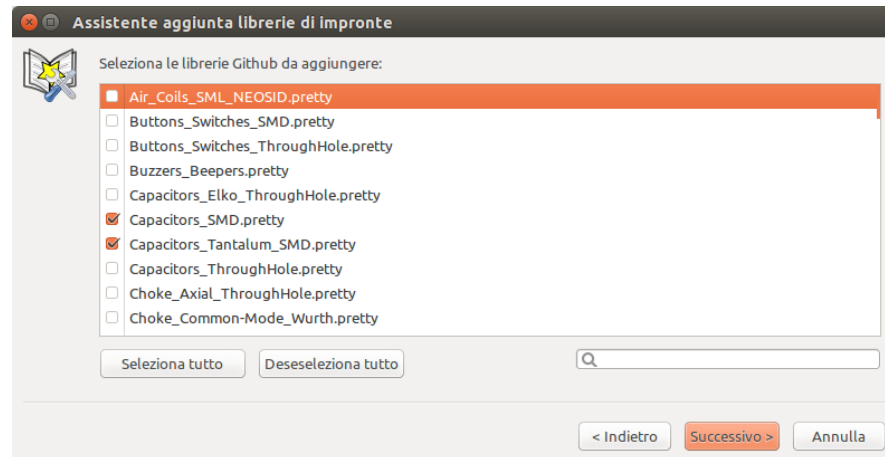 Assistente aggiunta librerie di impronte
Seleziona le librerie Github da aggiungere:
Air_Coils_SML_NEOSID.pretty
Buttons_Switches_SMD.pretty
Buttons_Switches_ThroughHole.pretty
Buzzers_Beepers.pretty
Capacitors_Elko_ThroughHole.pretty
Capacitors_SMD.pretty
Capacitors_Tantalum_SMD.pretty
Capacitors_ThroughHole.pretty
Choke_Axial_ThroughHole.pretty
Choke_Common-Mode_Wurth.pretty
Seleziona tutto Deseseleziona tutto
< Indietro Successivo > Annulla